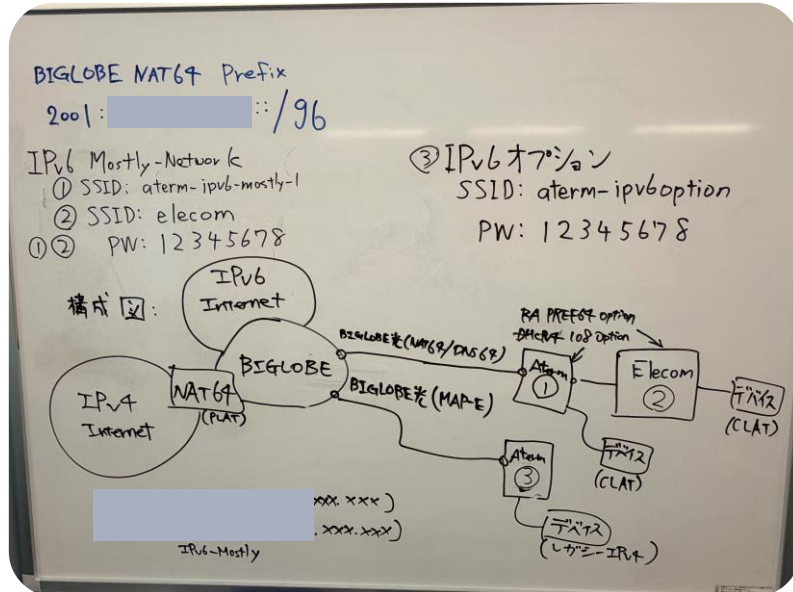 BIGLOBE NAT64 Prefix
2001: ::/96
IPv6 Mostly-Network
① SSID: aterm-ipv6-mostly-1
② SSID: elecom
①② PW: 12345678
③ IPv6オプション
SSID: aterm-ipv6option
PW: 12345678
構成図:
IPv6
Internet
BIGLOBE
NAT64
(PLAT)
IPv4
Internet
BIGLOBE光(NAT64/DNS64)
BIGLOBE光(MAP-E)
RA PREF64 option
DHCPv4 108 option
Aterm
①
Elecom
②
デバイス
(CLAT)
デバイス
(CLAT)
Aterm
③
デバイス
(レガシーIPv4)
xxx.xxx)
.xxx.xxx)
IPv6-Mostly